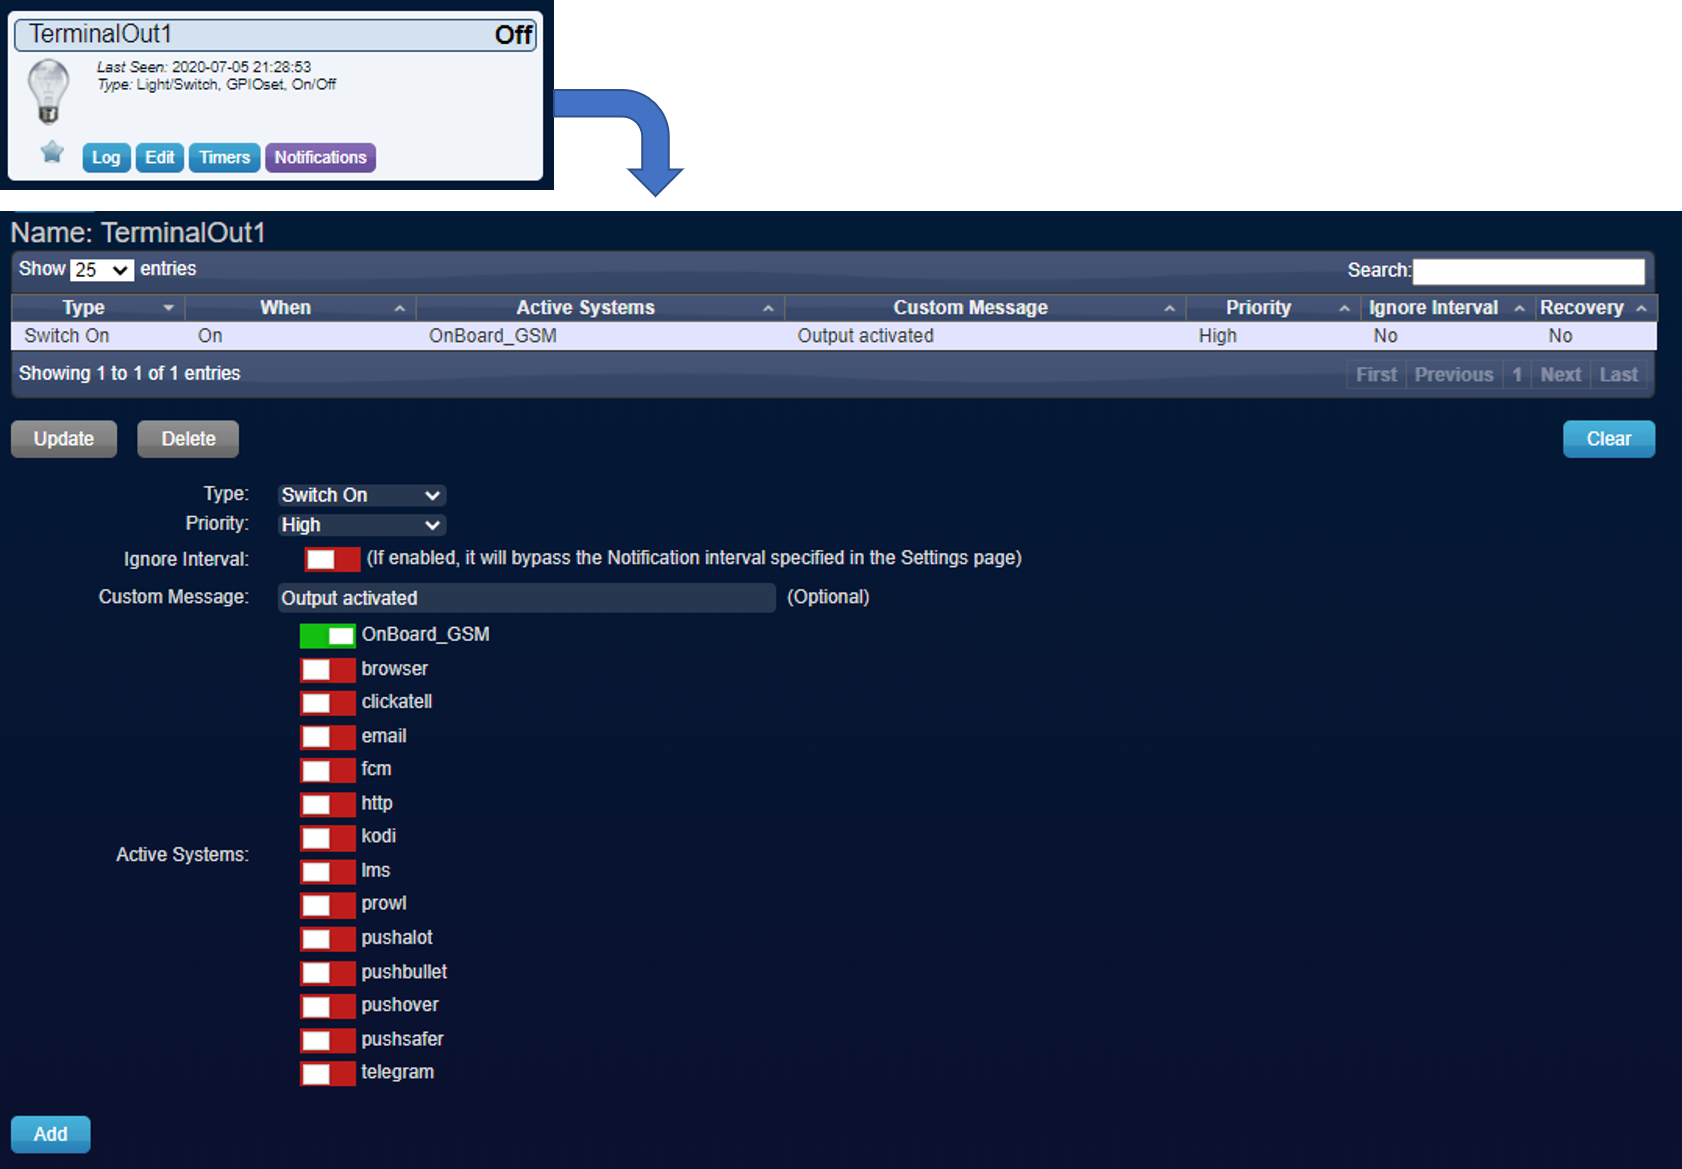 TerminalOut1 Off
Last Seen: 2020-07-05 21:28:53
Type: Light/Switch, GPIOset, On/Off
Log Edit Timers Notifications
Name: TerminalOut1
Show 25 entries Search:
Type When Active Systems Custom Message Priority Ignore Interval Recovery
Switch On On OnBoard_GSM Output activated High No No
Showing 1 to 1 of 1 entries First Previous 1 Next Last
Update Delete Clear
Type: Switch On
Priority: High
Ignore Interval: (If enabled, it will bypass the Notification interval specified in the Settings page)
Custom Message: Output activated (Optional)
OnBoard_GSM
browser
clickatell
email
fcm
http
kodi
Active Systems:
lms
prowl
pushalot
pushbullet
pushover
pushsafer
telegram
Add